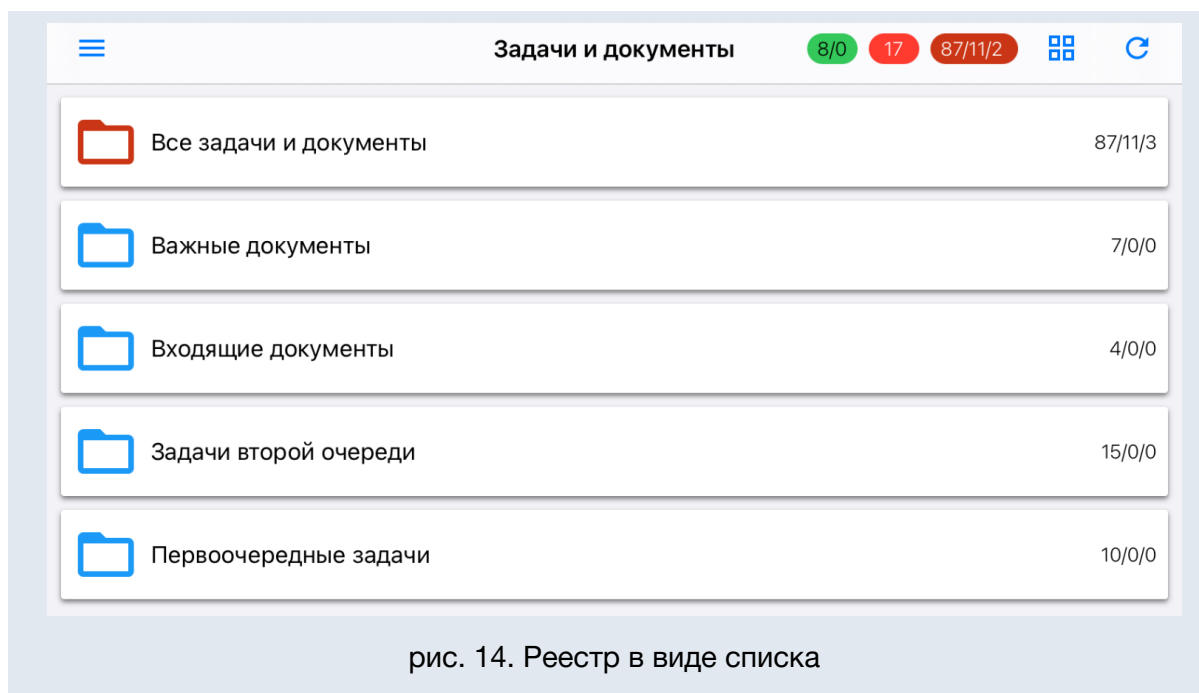 Задачи и документы 8/0 17 87/11/2
Все задачи и документы 87/11/3
Важные документы 7/0/0
Входящие документы 4/0/0
Задачи второй очереди 15/0/0
Первоочередные задачи 10/0/0
рис. 14. Реестр в виде списка